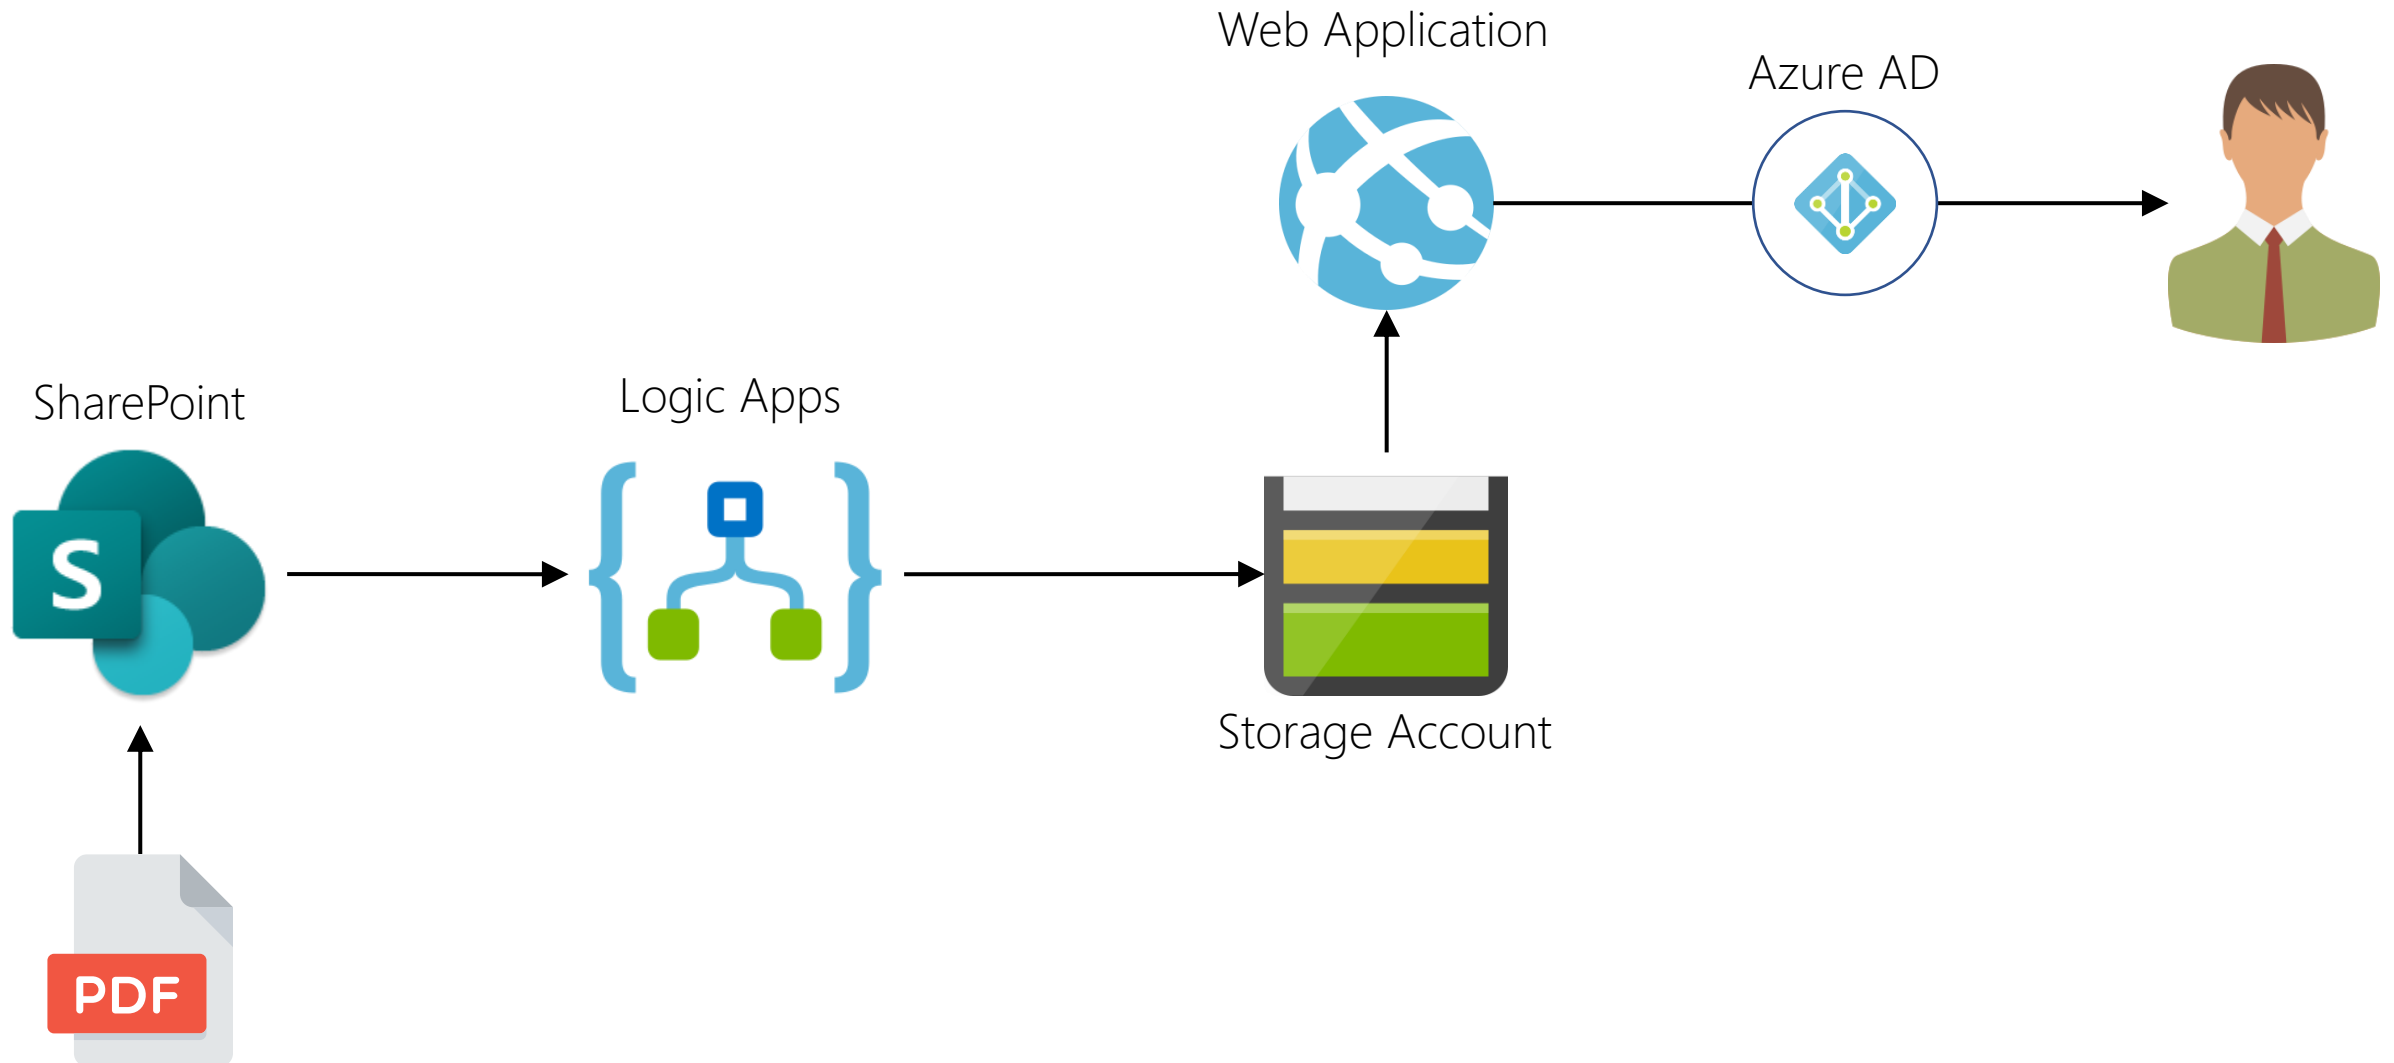 Web Application
Azure AD
SharePoint
Logic Apps
S
Storage Account
PDF